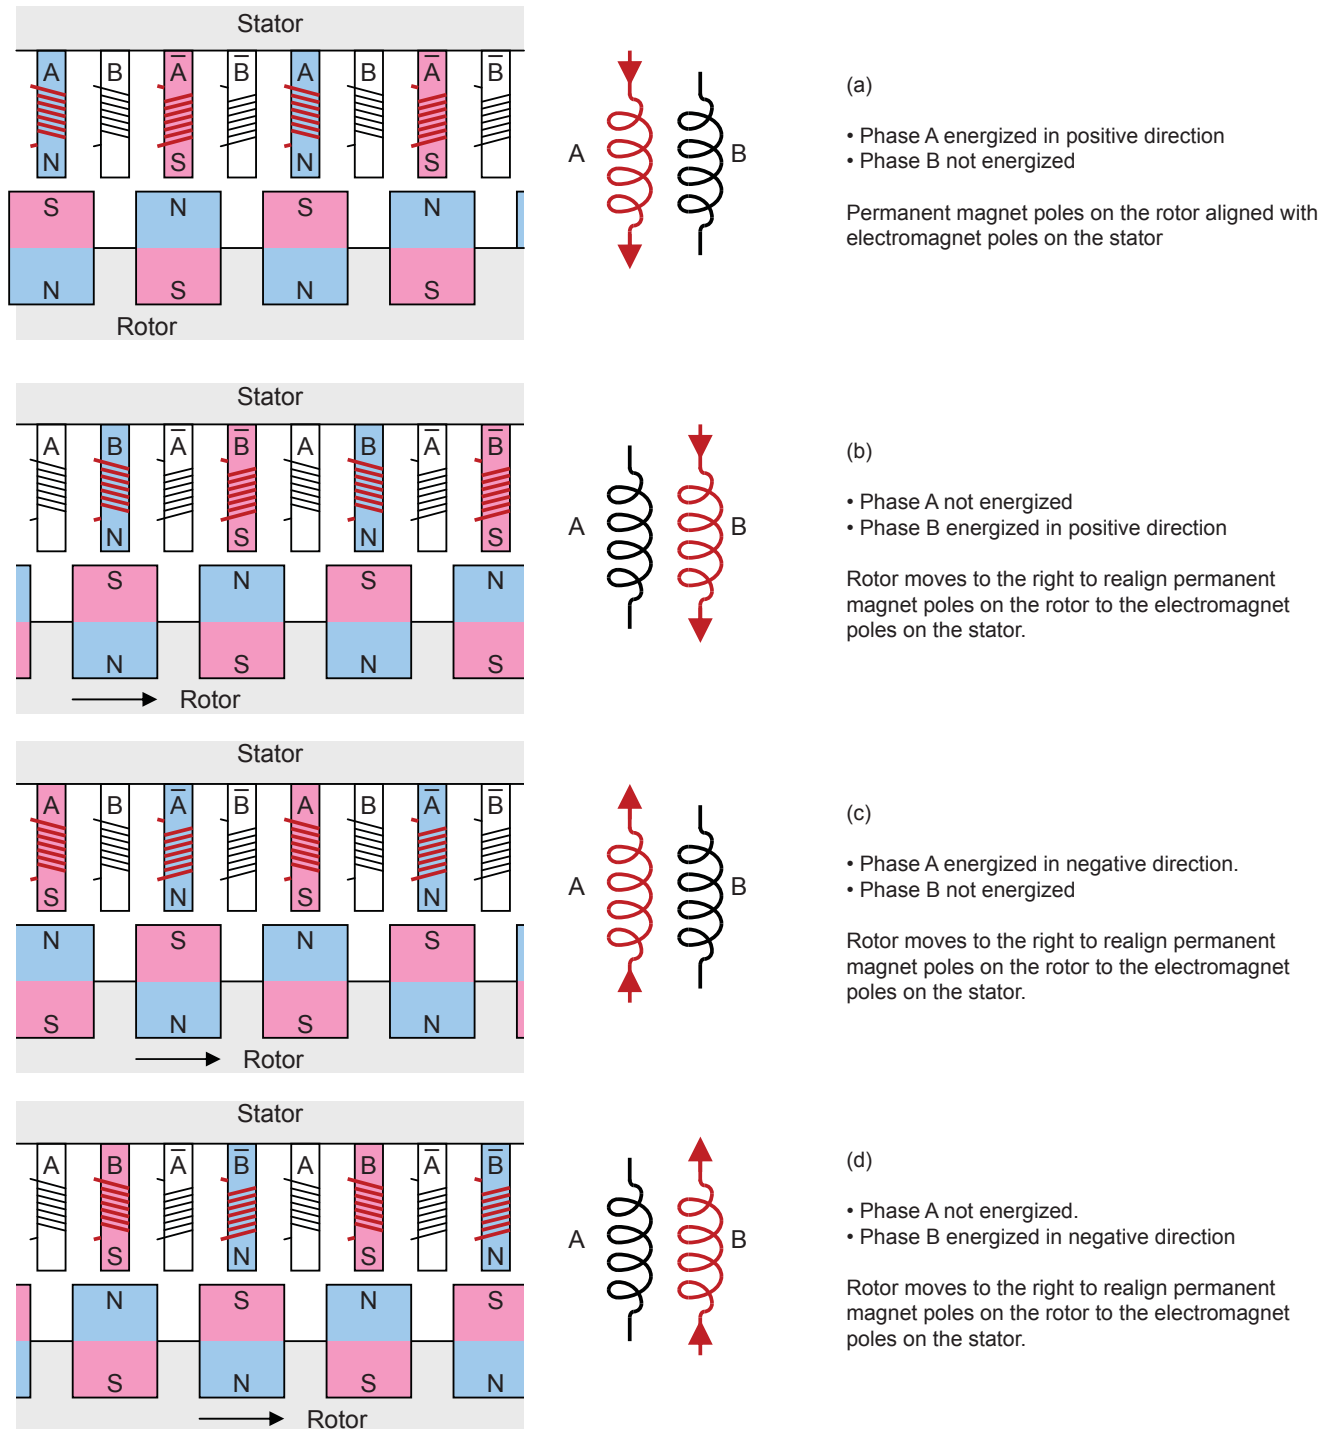 Stator
A B A̅ B̅ A B A̅ B̅
N S N S
S N S N
N S N S
Rotor
A B
(a)
• Phase A energized in positive direction
• Phase B not energized
Permanent magnet poles on the rotor aligned with
electromagnet poles on the stator
Stator
A B A̅ B̅ A B A̅ B̅
N S N S
S N S N
N S N S
Rotor
A B
(b)
• Phase A not energized
• Phase B energized in positive direction
Rotor moves to the right to realign permanent
magnet poles on the rotor to the electromagnet
poles on the stator.
Stator
A B A̅ B̅ A B A̅ B̅
S N S N
N S N S
S N S N
Rotor
A B
(c)
• Phase A energized in negative direction.
• Phase B not energized
Rotor moves to the right to realign permanent
magnet poles on the rotor to the electromagnet
poles on the stator.
Stator
A B A̅ B̅ A B A̅ B̅
S N S N
N S N S
S N S N
Rotor
A B
(d)
• Phase A not energized.
• Phase B energized in negative direction
Rotor moves to the right to realign permanent
magnet poles on the rotor to the electromagnet
poles on the stator.